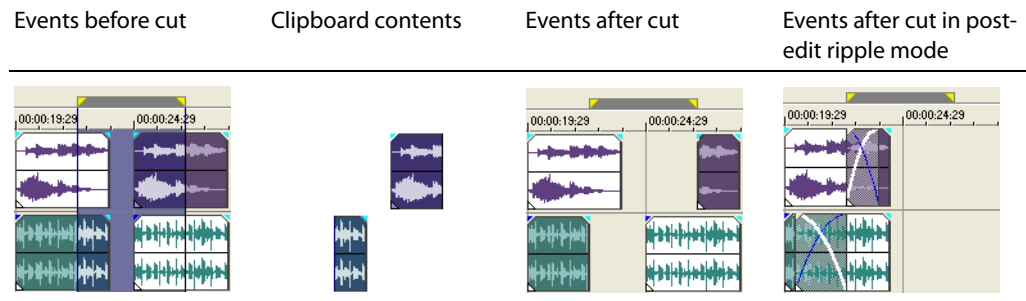 Events before cut
Clipboard contents
Events after cut
Events after cut in post-
edit ripple mode
00:00:19:29 00:00:24:29
00:00:19:29 00:00:24:29
00:00:19:29 00:00:24:29